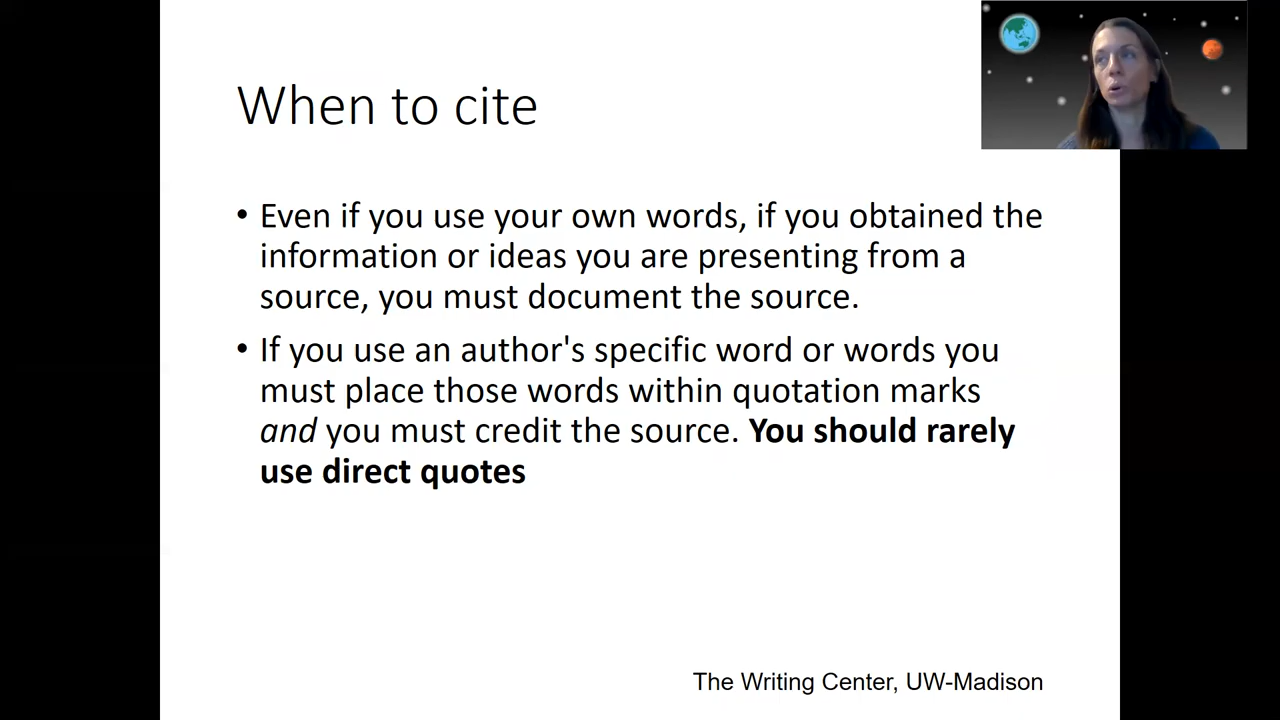 When to cite
• Even if you use your own words, if you obtained the
information or ideas you are presenting from a
source, you must document the source.
• If you use an author's specific word or words you
must place those words within quotation marks
and you must credit the source. You should rarely
use direct quotes
The Writing Center, UW-Madison